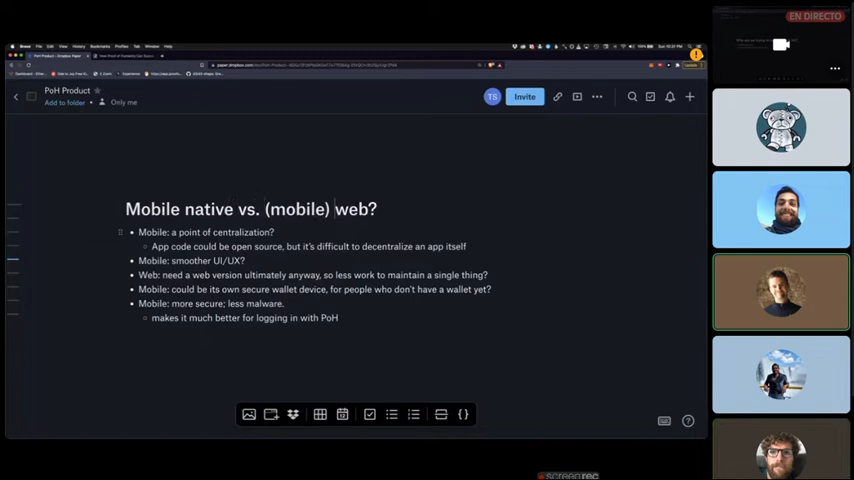 EN DIRECTO
PoH Product
Add to folder
Only me
TS
Invite
Mobile native vs. (mobile) web?
Mobile: a point of centralization?
App code could be open source, but it's difficult to decentralize an app itself
Mobile: smoother UI/UX?
Web: need a web version ultimately anyway, so less work to maintain a single thing?
Mobile: could be its own secure wallet device, for people who don't have a wallet yet?
Mobile: more secure; less malware.
makes it much better for logging in with PoH
screenrec